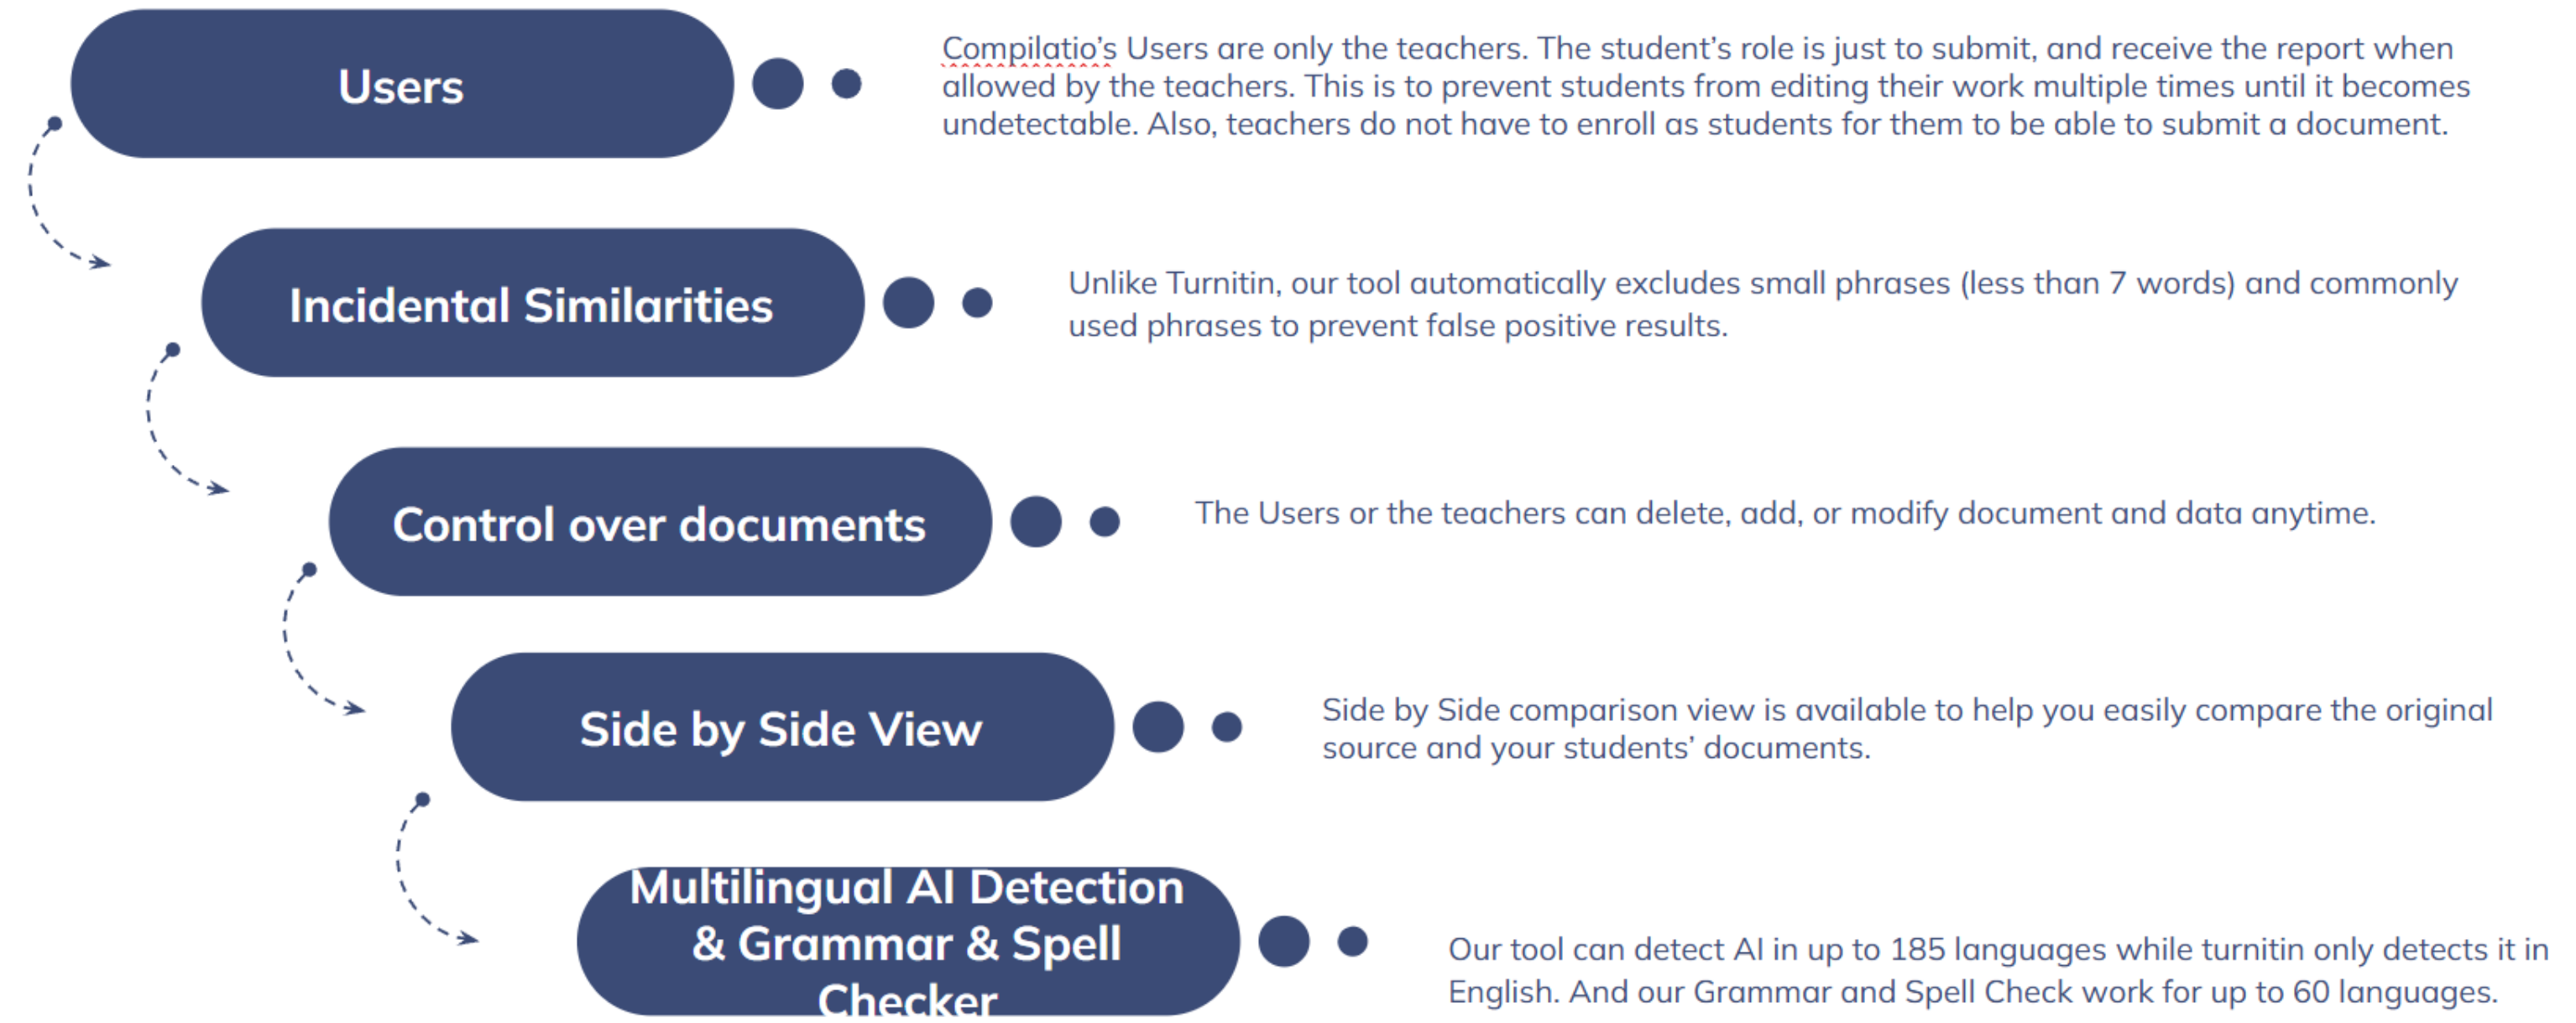 Users
Compilatio's Users are only the teachers. The student's role is just to submit, and receive the report when
allowed by the teachers. This is to prevent students from editing their work multiple times until it becomes
undetectable. Also, teachers do not have to enroll as students for them to be able to submit a document.
Incidental Similarities
Unlike Turnitin, our tool automatically excludes small phrases (less than 7 words) and commonly
used phrases to prevent false positive results.
Control over documents
The Users or the teachers can delete, add, or modify document and data anytime.
Side by Side View
Side by Side comparison view is available to help you easily compare the original
source and your students' documents.
Multilingual AI Detection
& Grammar & Spell
Checker
Our tool can detect AI in up to 185 languages while turnitin only detects it in
English. And our Grammar and Spell Check work for up to 60 languages.